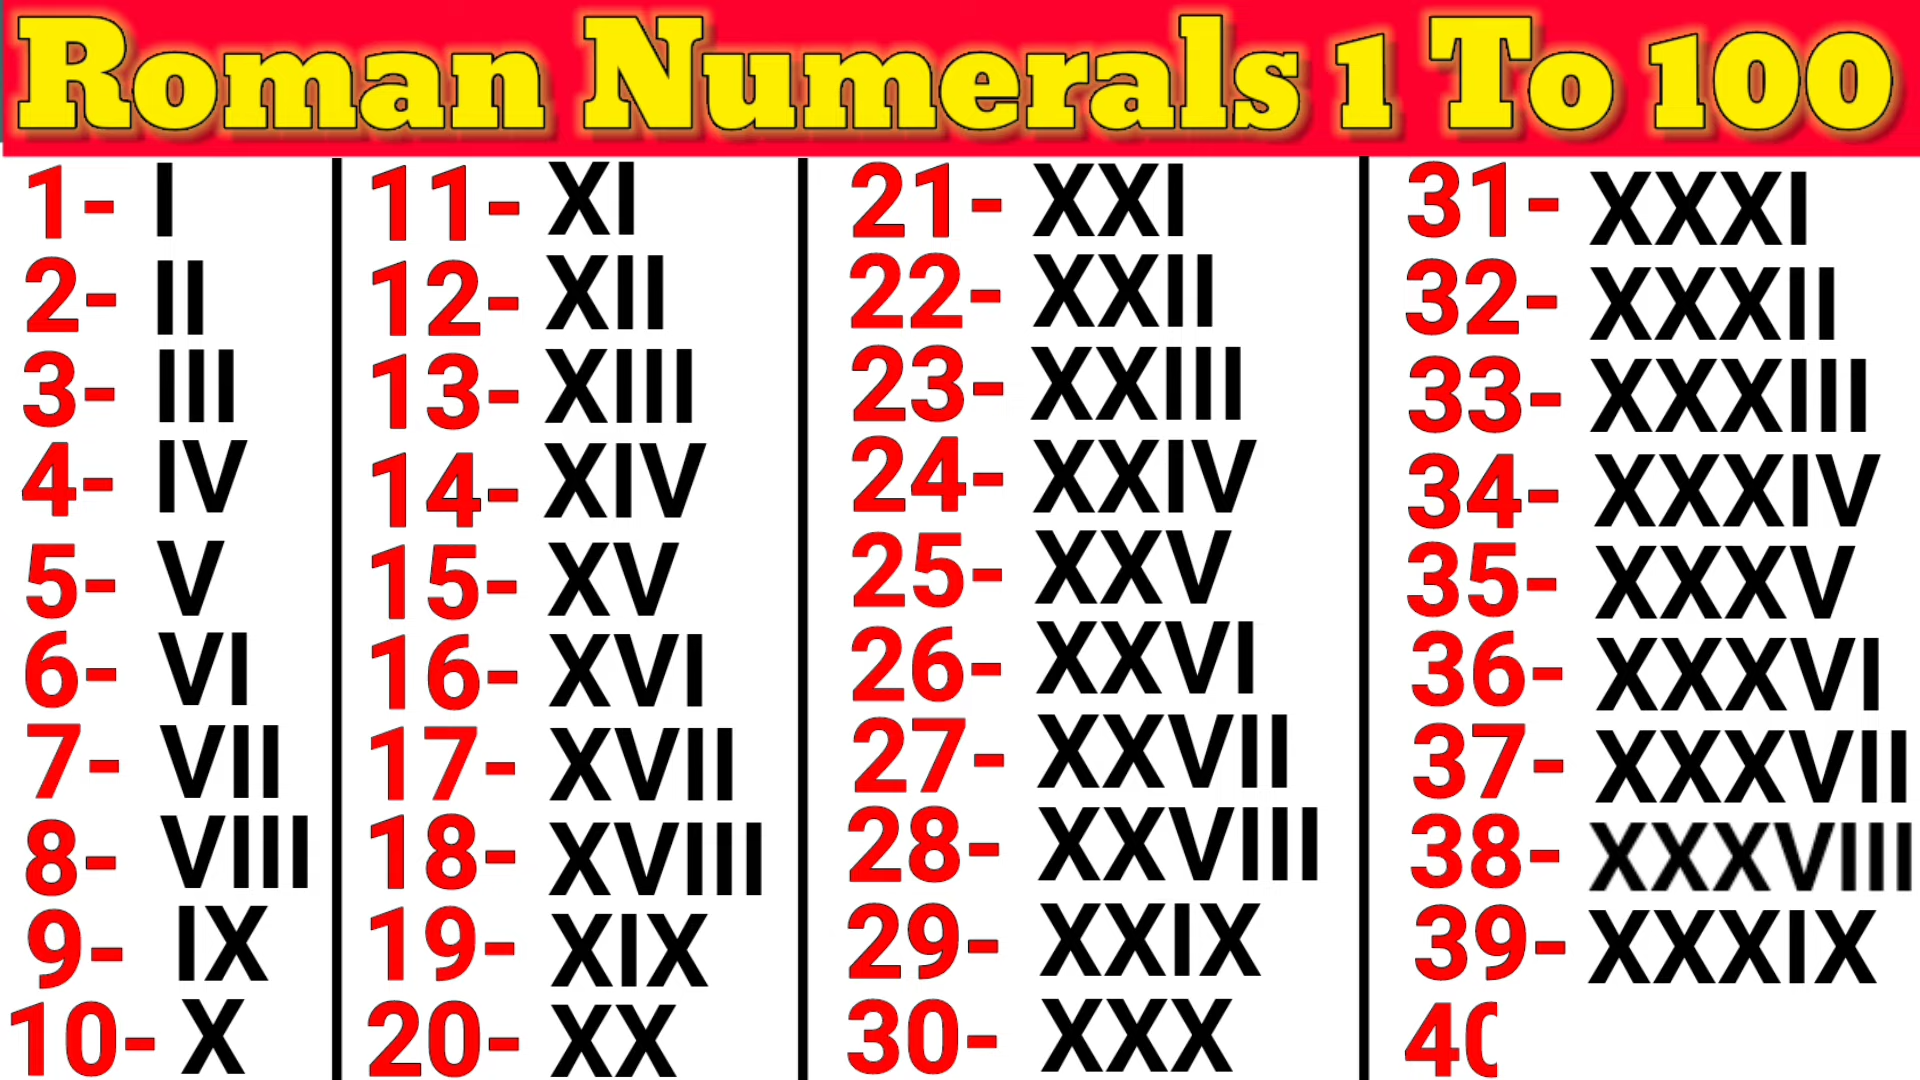 Roman Numerals 1 To 100
1- I
2- II
3- III
4- IV
5- V
6- VI
7- VII
8- VIII
9- IX
10- X
11- XI
12- XII
13- XIII
14- XIV
15- XV
16- XVI
17- XVII
18- XVIII
19- XIX
20- XX
21- XXI
22- XXII
23- XXIII
24- XXIV
25- XXV
26- XXVI
27- XXVII
28- XXVIII
29- XXIX
30- XXX
31- XXXI
32- XXXII
33- XXXIII
34- XXXIV
35- XXXV
36- XXXVI
37- XXXVII
38- XXXVIII
39- XXXIX
40